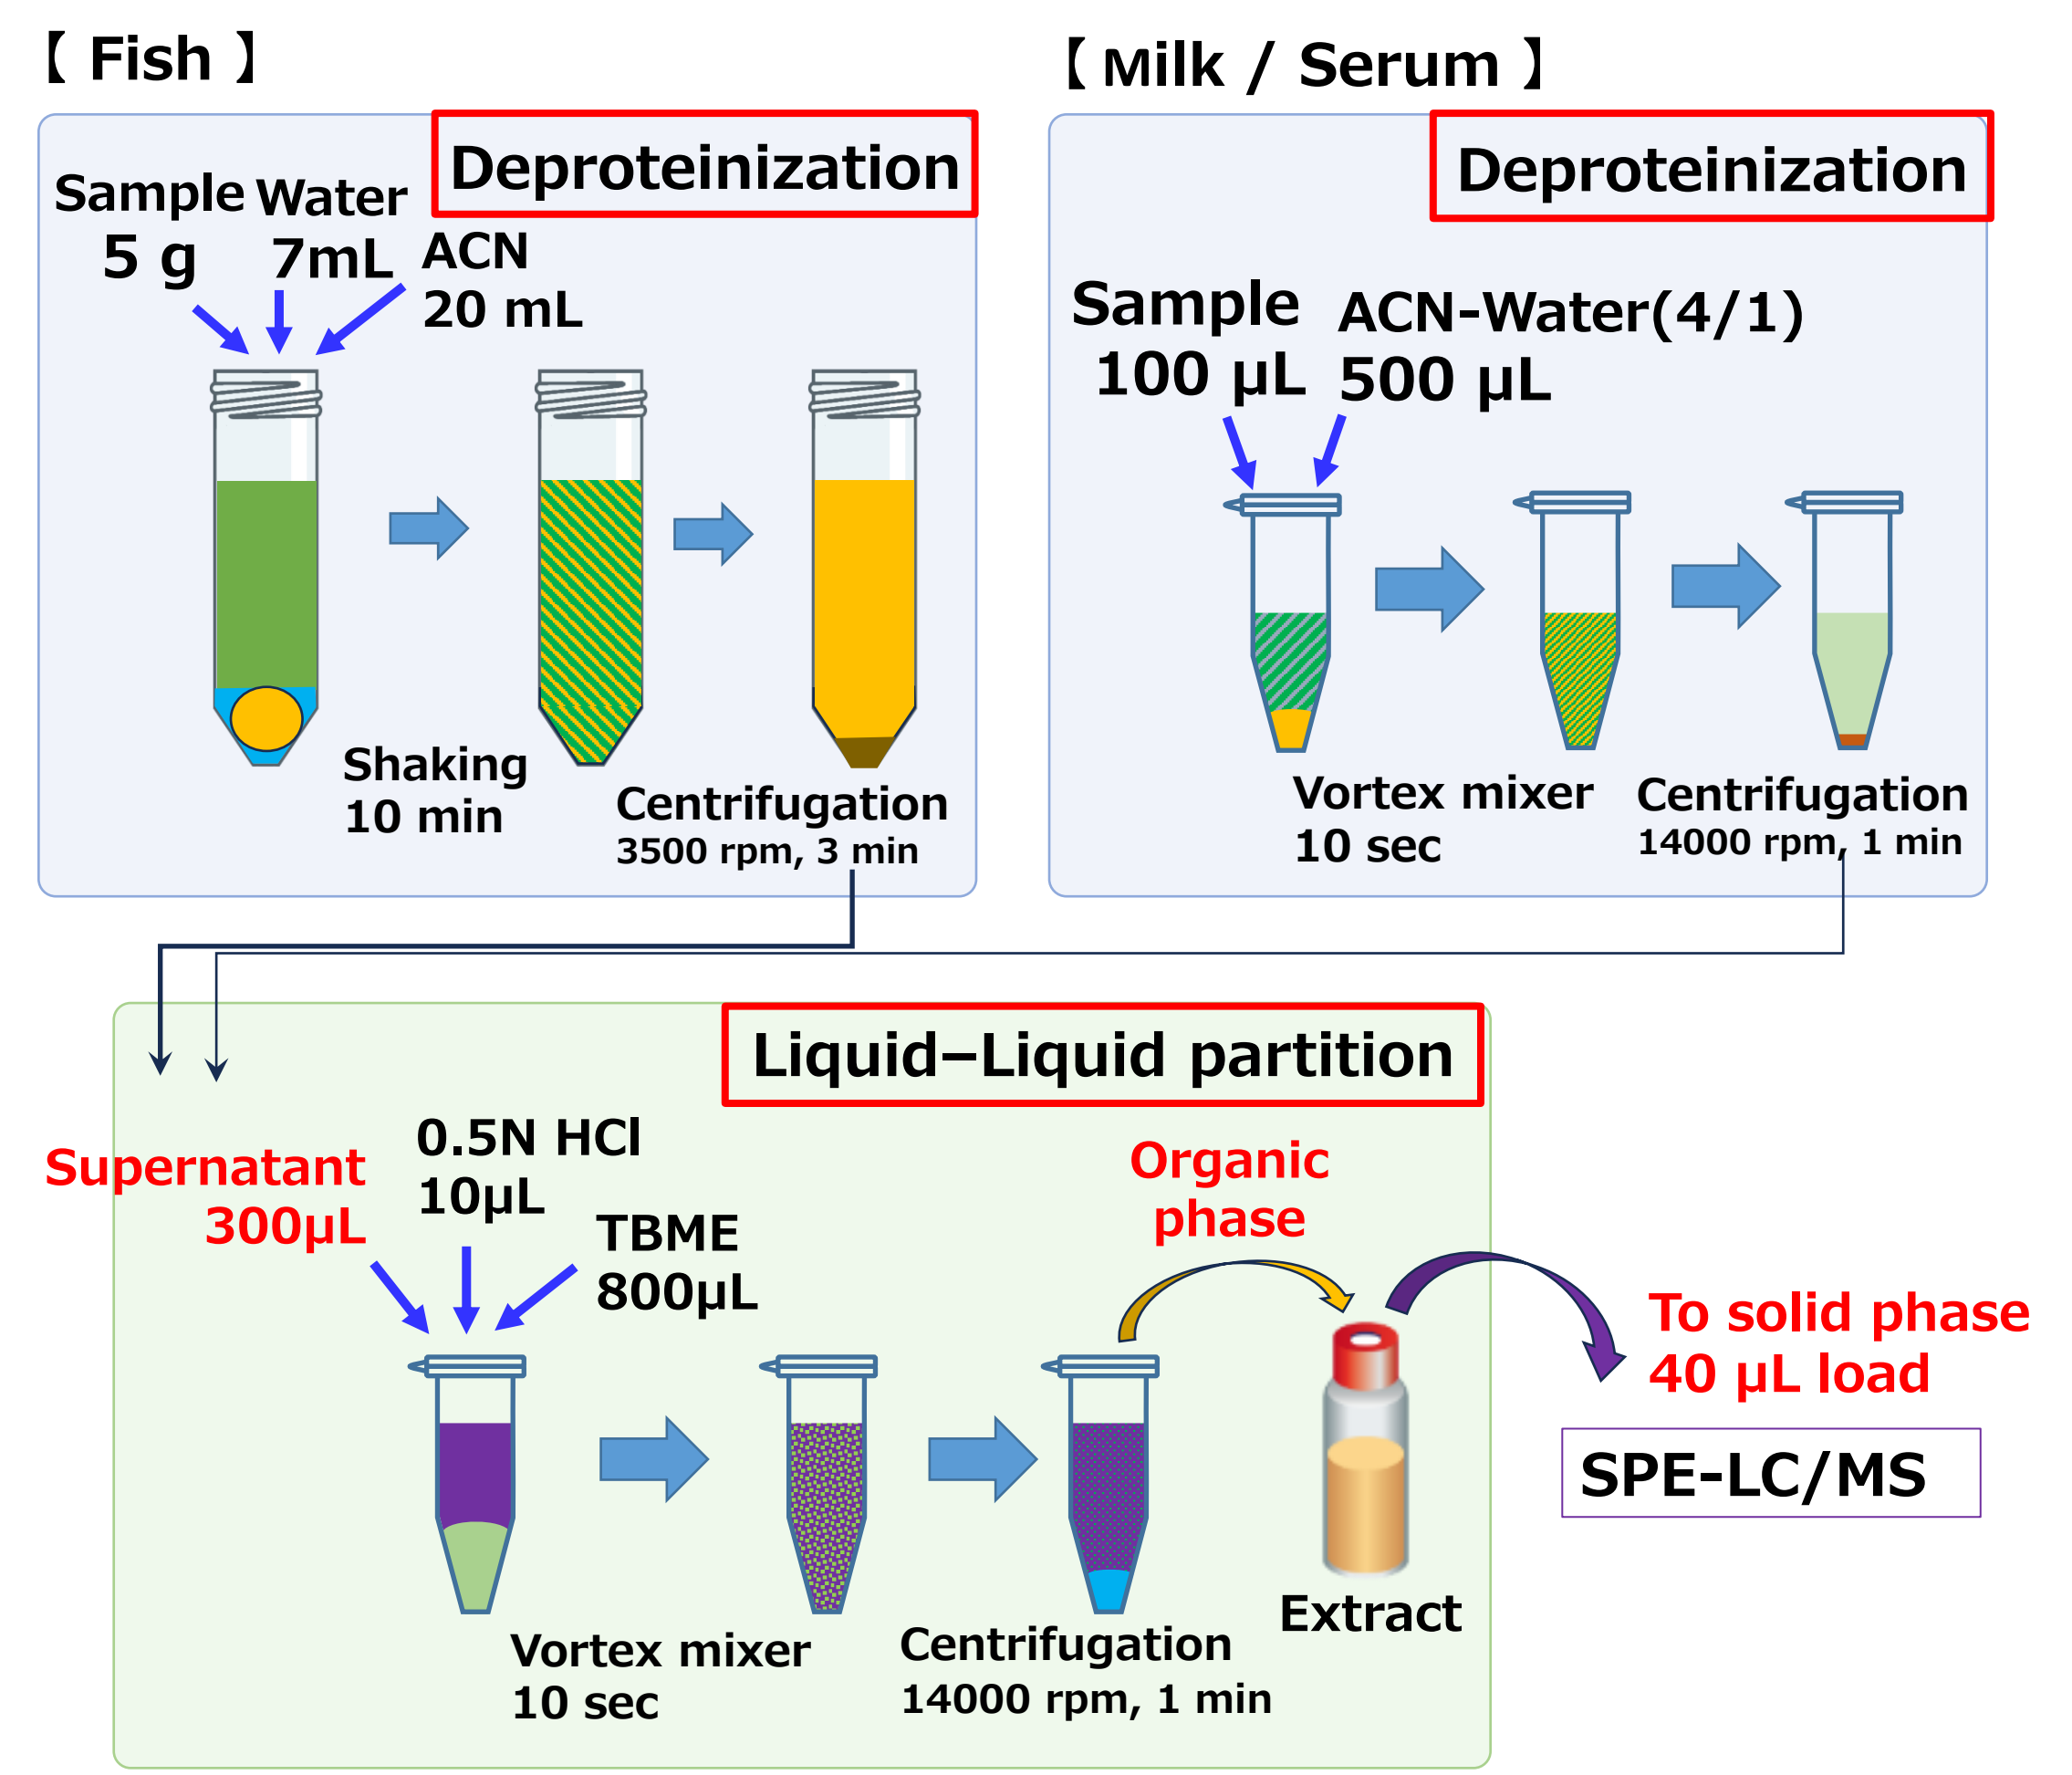 【 Fish 】
Deproteinization
Sample
5 g
Water
7mL
ACN
20 mL
Shaking
10 min
Centrifugation
3500 rpm, 3 min
【 Milk / Serum 】
Deproteinization
Sample
100 μL
ACN-Water(4/1)
500 μL
Vortex mixer
10 sec
Centrifugation
14000 rpm, 1 min
Liquid–Liquid partition
Supernatant
300μL
0.5N HCl
10μL
TBME
800μL
Vortex mixer
10 sec
Centrifugation
14000 rpm, 1 min
Organic
phase
Extract
To solid phase
40 μL load
SPE-LC/MS